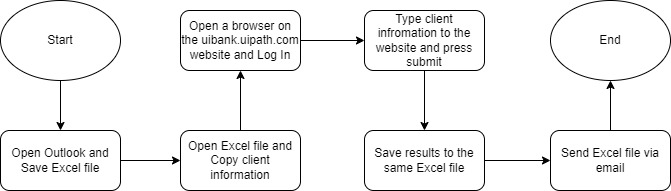 Start
Open Outlook and
Save Excel file
Open Excel file and
Copy client
information
Open a browser on
the uibank.uipath.com
website and Log In
Type client
infromation to the
website and press
submit
Save results to the
same Excel file
Send Excel file via
email
End